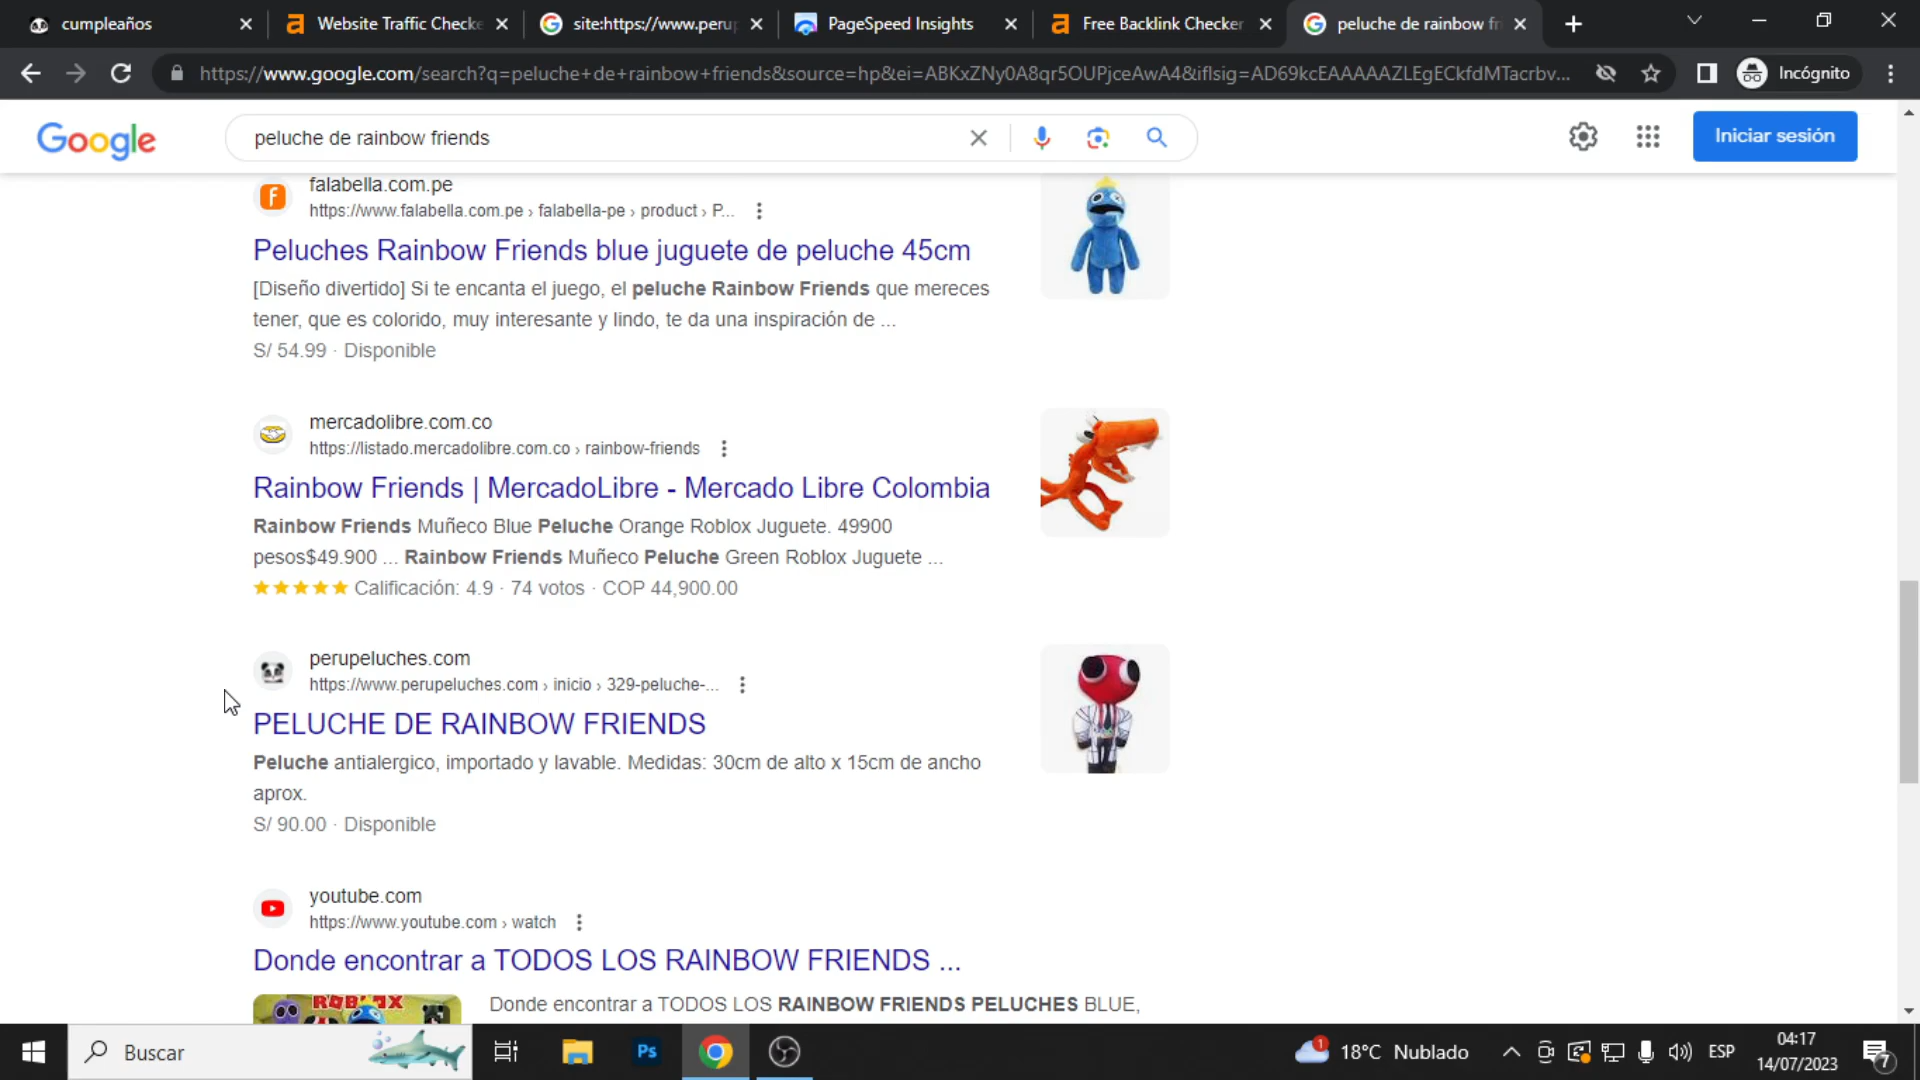 cumpleaños
Website Traffic Checke
site:https://www.peru
PageSpeed Insights
Free Backlink Checker
peluche de rainbow fr
https://www.google.com/search?q=peluche+de+rainbow+friends&source=hp&ei=ABKxZNy0A8qr5OUPjceAwA4&iflsig=AD69kcEAAAAAZLEgECkfdMTacrbv...
Incógnito
Google
peluche de rainbow friends
Iniciar sesión
falabella.com.pe
https://www.falabella.com.pe › falabella-pe › product › P...
Peluches Rainbow Friends blue juguete de peluche 45cm
[Diseño divertido] Si te encanta el juego, el peluche Rainbow Friends que mereces
tener, que es colorido, muy interesante y lindo, te da una inspiración de ...
S/ 54.99 · Disponible
mercadolibre.com.co
https://listado.mercadolibre.com.co › rainbow-friends
Rainbow Friends | MercadoLibre - Mercado Libre Colombia
Rainbow Friends Muñeco Blue Peluche Orange Roblox Juguete. 49900
pesos$49.900 ... Rainbow Friends Muñeco Peluche Green Roblox Juguete ...
Calificación: 4.9 · 74 votos · COP 44,900.00
perupeluches.com
https://www.perupeluches.com › inicio › 329-peluche-...
PELUCHE DE RAINBOW FRIENDS
Peluche antialergico, importado y lavable. Medidas: 30cm de alto x 15cm de ancho
aprox.
S/ 90.00 · Disponible
youtube.com
https://www.youtube.com › watch
Donde encontrar a TODOS LOS RAINBOW FRIENDS ...
ROBLOX
Donde encontrar a TODOS LOS RAINBOW FRIENDS PELUCHES BLUE,
Buscar
Ps
1
18°C Nublado
ESP
04:17
14/07/2023
7